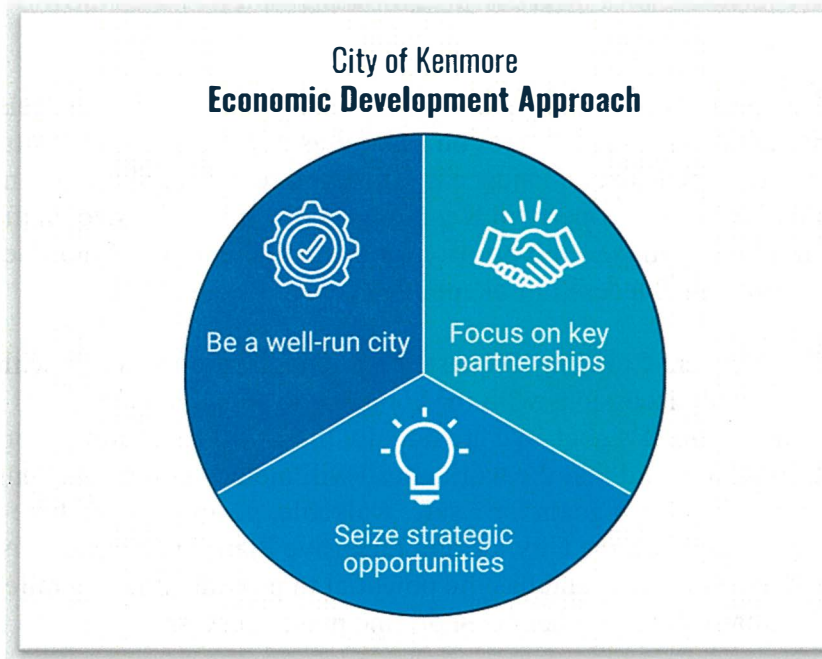 City of Kenmore
Economic Development Approach
Be a well-run city
Focus on key
partnerships
Seize strategic
opportunities